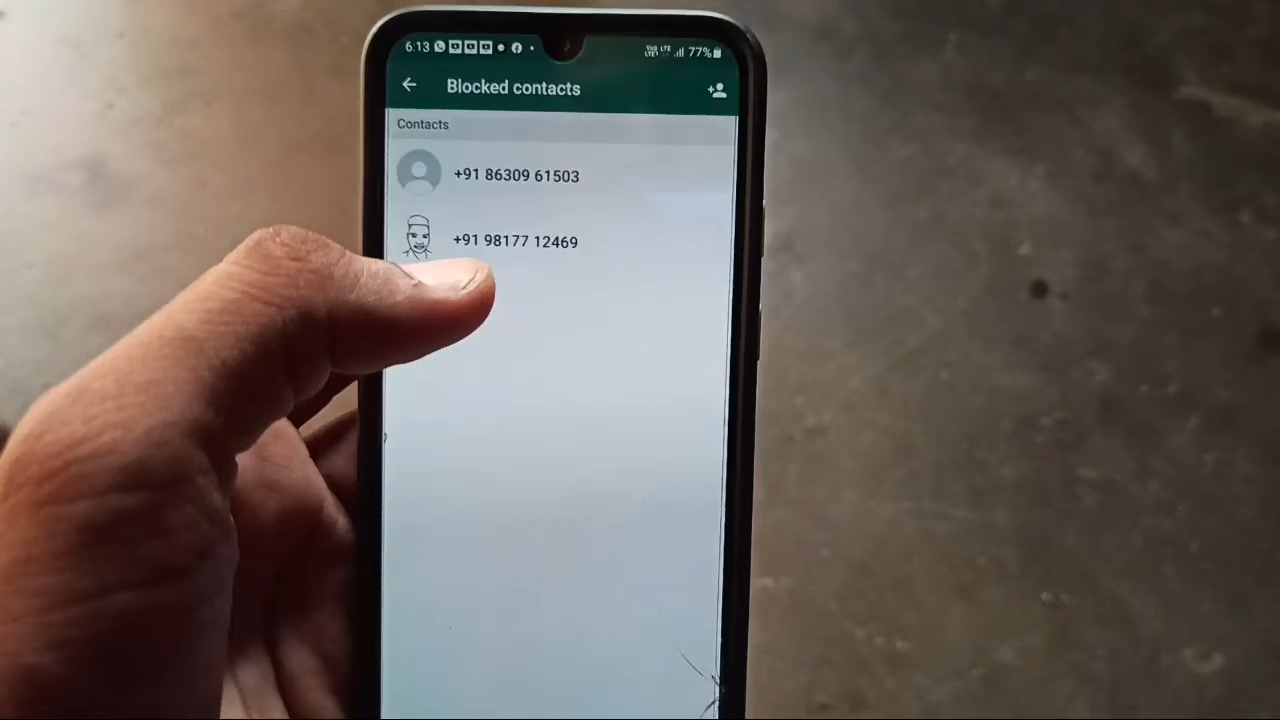 6:13 77%
Blocked contacts
Contacts
+91 86309 61503
+91 98177 12469